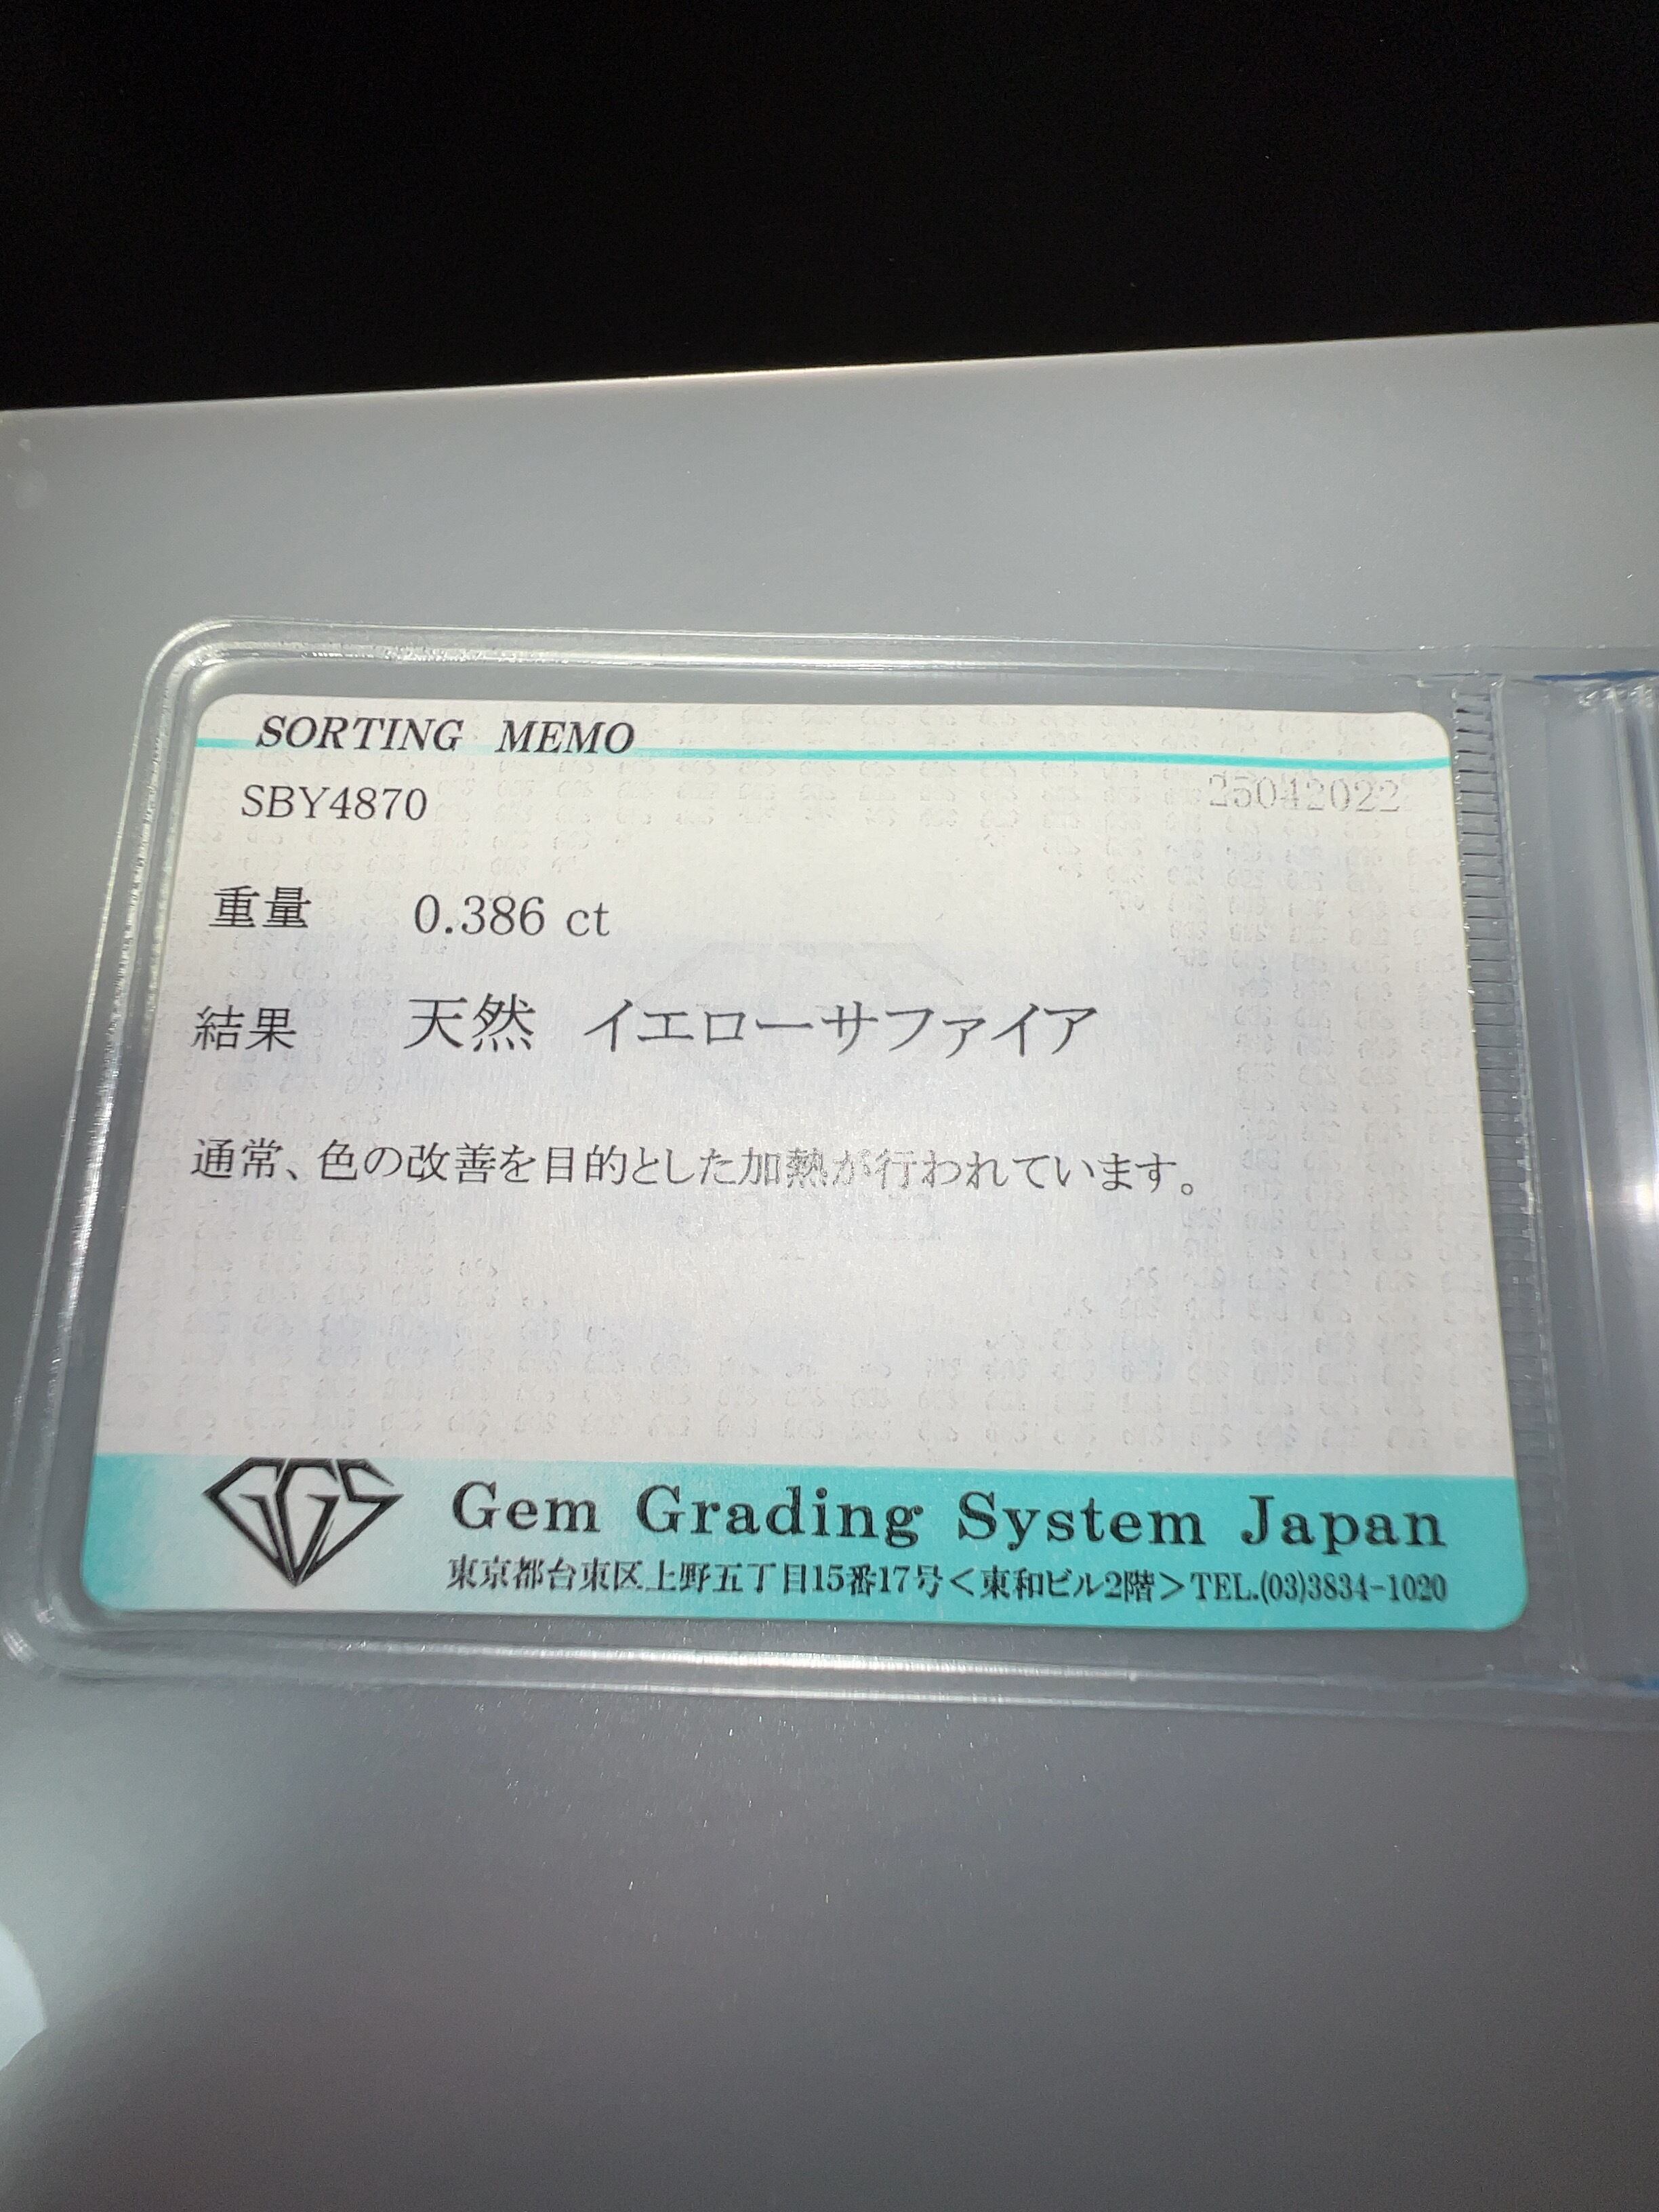 SORTING MEMO
SBY4870
25042022
重量 0.386 ct
結果 天然 イエローサファイア
通常、色の改善を目的とした加熱が行われています。
GGS
Gem Grading System Japan
東京都台東区上野五丁目15番17号＜東和ビル2階＞TEL.(03)3834-1020